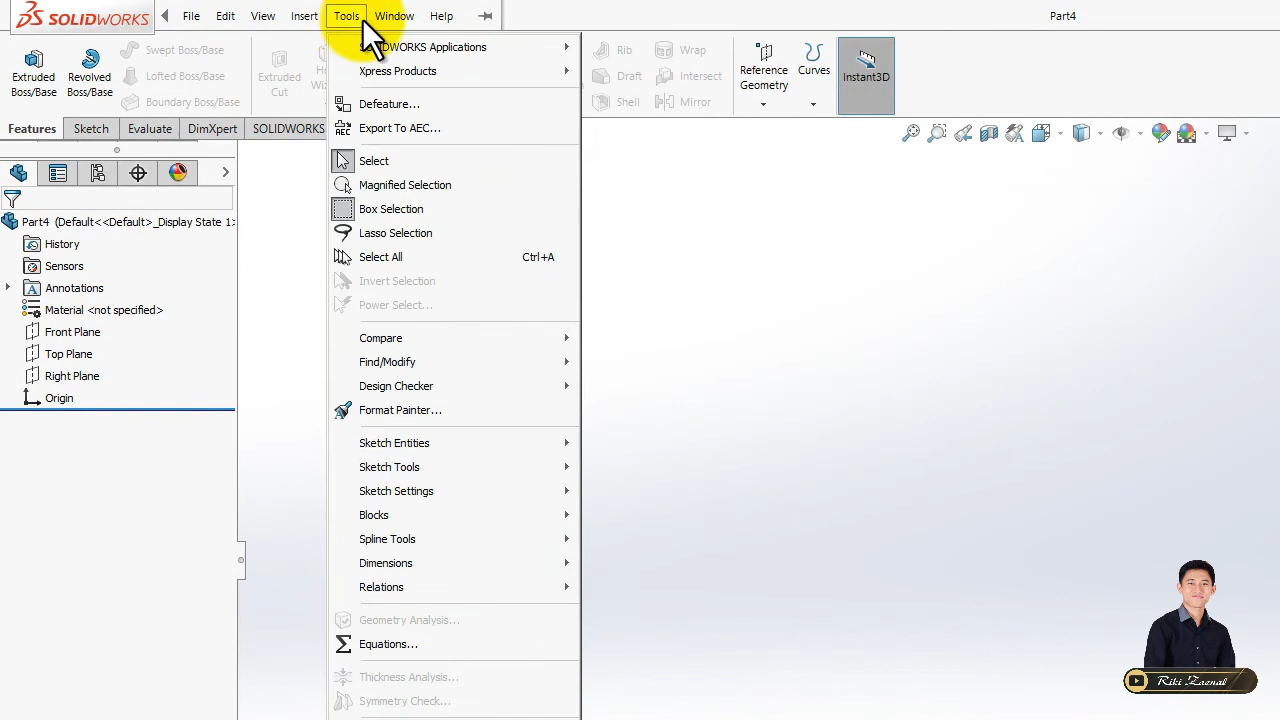 SOLIDWORKS
File
Edit
View
Insert
Tools
Window
Help
Part4
Extruded Boss/Base
Revolved Boss/Base
Swept Boss/Base
Lofted Boss/Base
Boundary Boss/Base
Extruded Cut
Rib
Draft
Shell
Wrap
Intersect
Mirror
Reference Geometry
Curves
Instant3D
Features
Sketch
Evaluate
DimXpert
SOLIDWORKS
Part4 (Default<<Default>_Display State 1>
History
Sensors
Annotations
Material <not specified>
Front Plane
Top Plane
Right Plane
Origin
SOLIDWORKS Applications
Xpress Products
Defeature...
Export To AEC...
Select
Magnified Selection
Box Selection
Lasso Selection
Select All Ctrl+A
Invert Selection
Power Select...
Compare
Find/Modify
Design Checker
Format Painter...
Sketch Entities
Sketch Tools
Sketch Settings
Blocks
Spline Tools
Dimensions
Relations
Geometry Analysis...
Equations...
Thickness Analysis...
Symmetry Check...
Riki Zaenal